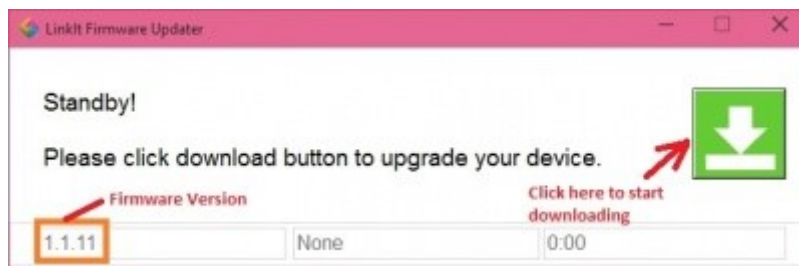 LinkIt Firmware Updater
Standby!
Please click download button to upgrade your device.
Firmware Version
Click here to start
downloading
1.1.11 None 0:00